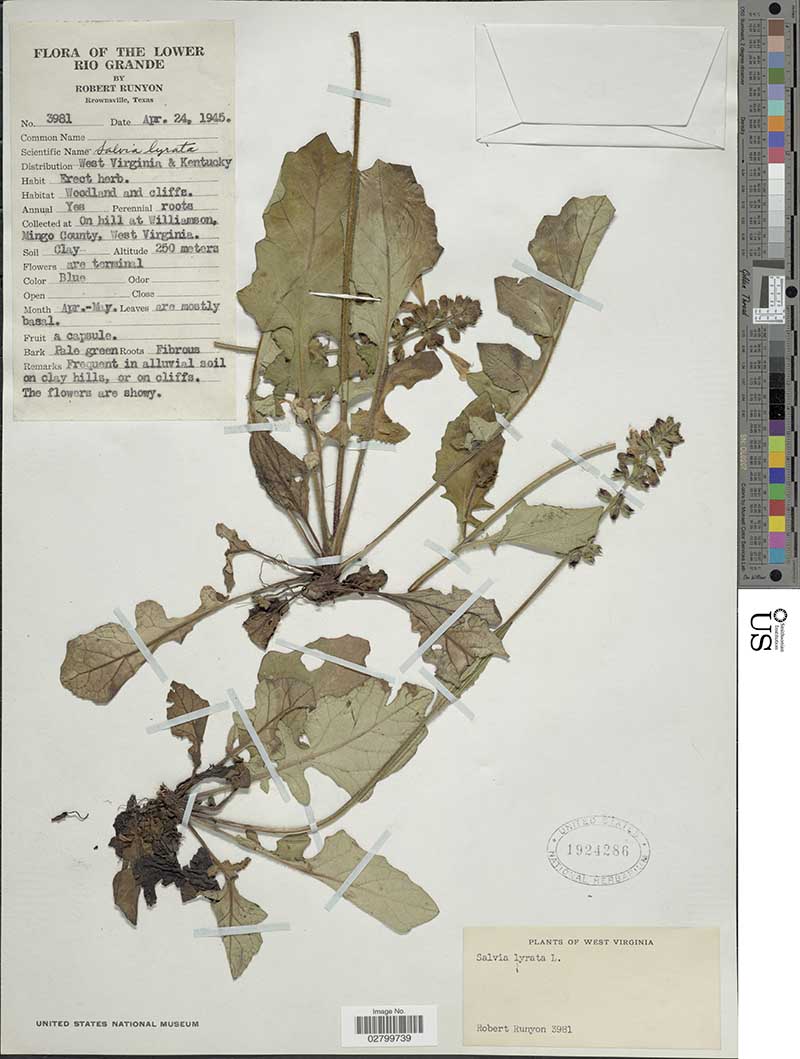 FLORA OF THE LOWER
RIO GRANDE
BY
ROBERT RUNYON
Brownsville, Texas
No. 3981 Date Apr. 24, 1945.
Common Name
Scientific Name Salvia lyrata
Distribution West Virginia & Kentucky
Habit Erect herb.
Habitat Woodland and cliffs.
Annual Yes Perennial roots
Collected at On hill at Williamson,
Mingo County, West Virginia.
Soil Clay Altitude 250 meters
Flowers are terminal
Color Blue Odor
Open Close
Month Apr.-May. Leaves are mostly
basal.
Fruit a capsule.
Bark Pale green Roots Fibrous
Remarks Frequent in alluvial soil
on clay hills, or on cliffs.
The flowers are showy.
Smithsonian
Institution
US
UNITED STATES
1924286
NATIONAL HERBARIUM
PLANTS OF WEST VIRGINIA
Salvia lyrata L.
Robert Runyon 3981
UNITED STATES NATIONAL MUSEUM
Image No.
02799739
Golden Thread